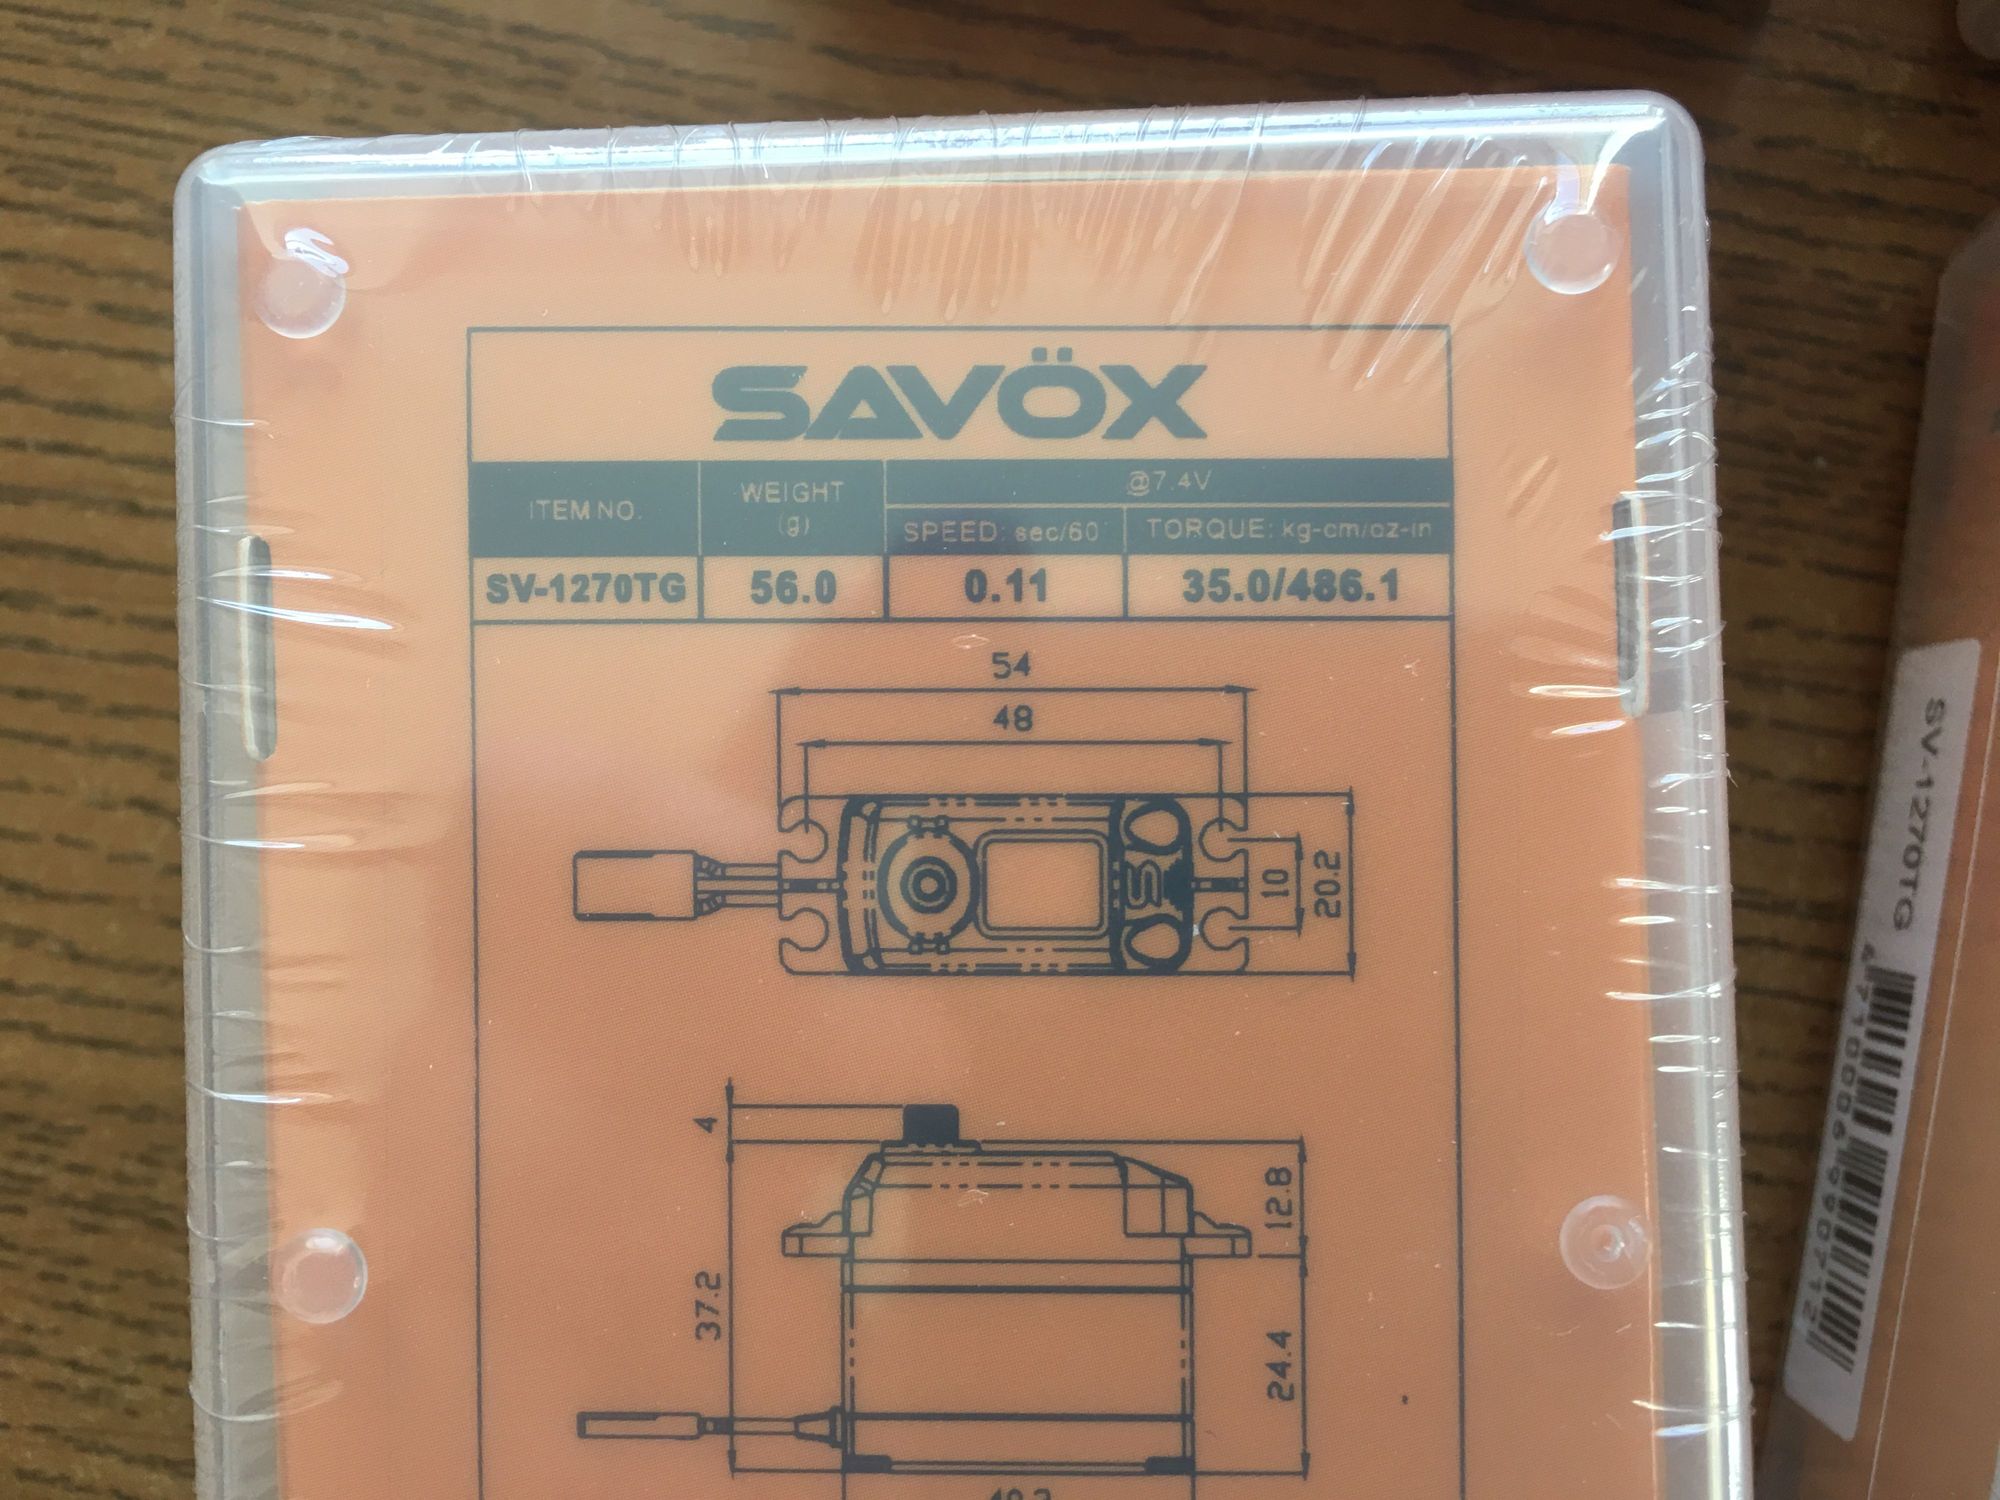 SAVÖX
ITEM NO.
WEIGHT
(g)
@7.4V
SPEED: sec/60°
TORQUE: kg-cm/oz-in
SV-1270TG
56.0
0.11
35.0/486.1
54
48
10
20.2
4
37.2
12.8
24.4
SV-1270TG